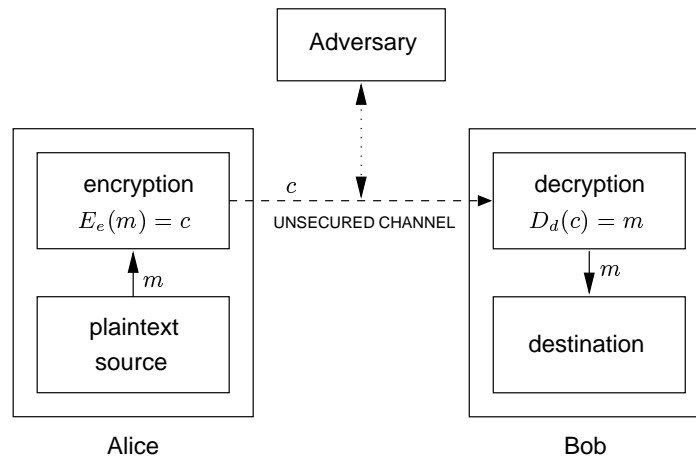 Adversary
encryption
E_e(m) = c
c
UNSECURED CHANNEL
decryption
D_d(c) = m
m
m
plaintext
source
destination
Alice
Bob